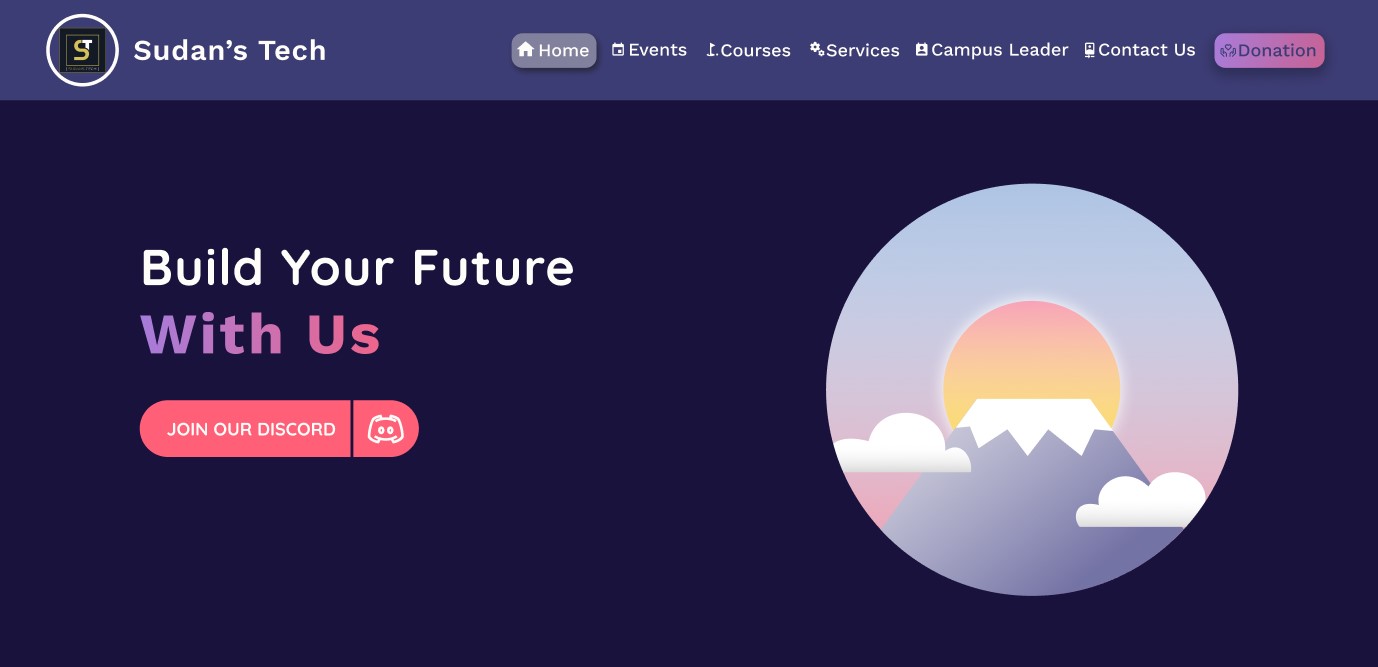 ST
Sudan’s Tech
Home
Events
Courses
Services
Campus Leader
Contact Us
Donation
Build Your Future
With Us
JOIN OUR DISCORD